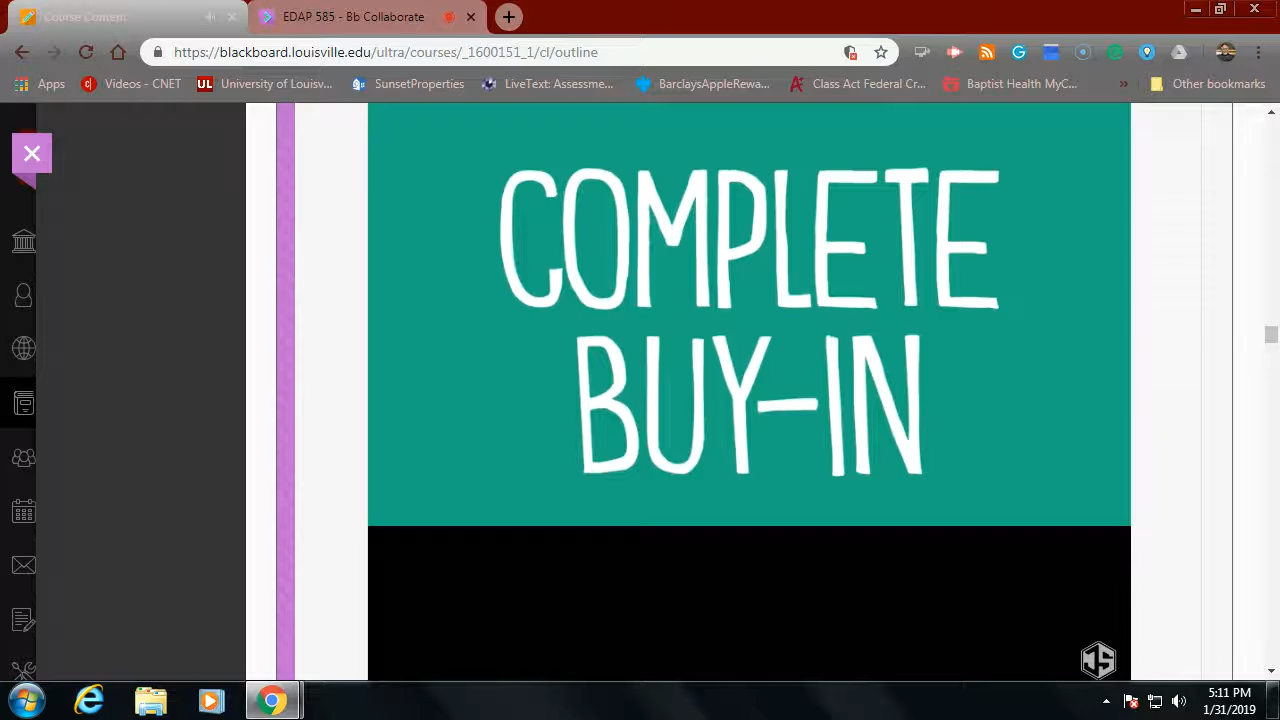 Course Content
EDAP 585 - Bb Collaborate
https://blackboard.louisville.edu/ultra/courses/_1600151_1/cl/outline
Apps
Videos - CNET
UL University of Louisv...
SunsetProperties
LiveText: Assessme...
BarclaysAppleRewa...
Class Act Federal Cr...
Baptist Health MyC...
»
Other bookmarks
COMPLETE
BUY-IN
5:11 PM
1/31/2019